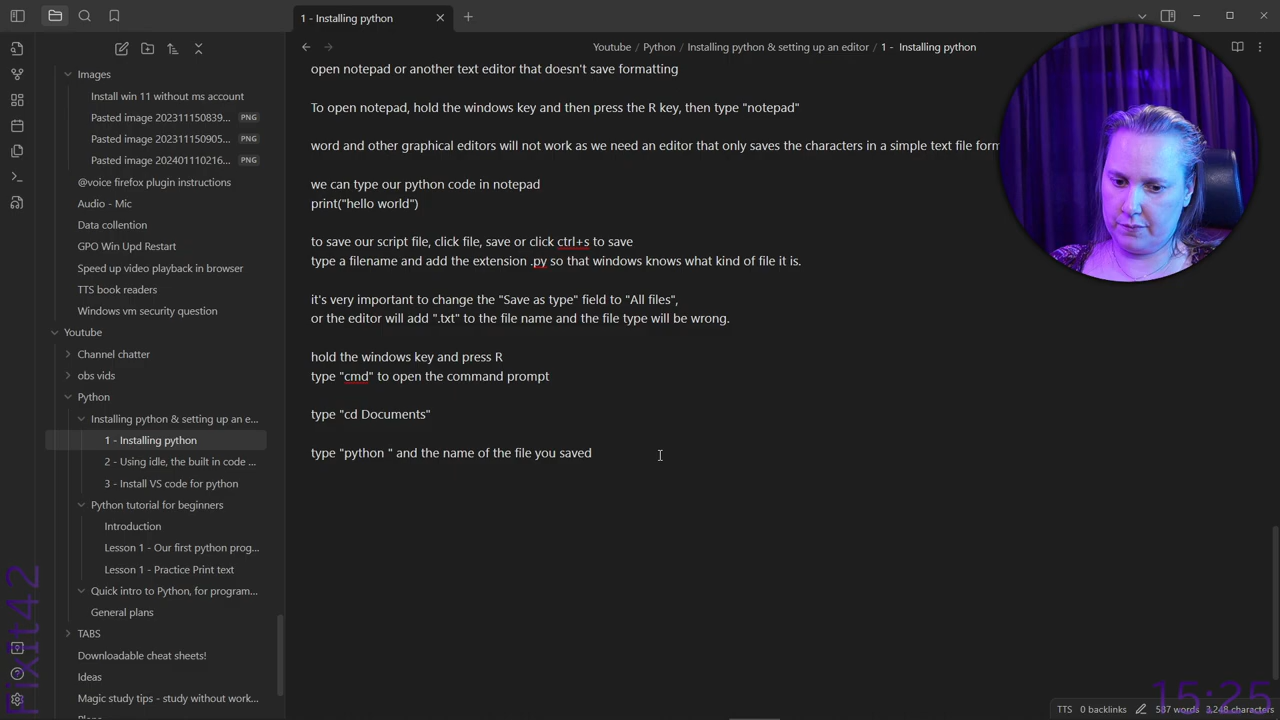 1 - Installing python
Youtube / Python / Installing python & setting up an editor / 1 - Installing python
Images
Install win 11 without ms account
Pasted image 202311150839... PNG
Pasted image 202311150905... PNG
Pasted image 202401110216... PNG
@voice firefox plugin instructions
Audio - Mic
Data collection
GPO Win Upd Restart
Speed up video playback in browser
TTS book readers
Windows vm security question
Youtube
Channel chatter
obs vids
Python
Installing python & setting up an e...
1 - Installing python
2 - Using idle, the built in code ...
3 - Install VS code for python
Python tutorial for beginners
Introduction
Lesson 1 - Our first python prog...
Lesson 1 - Practice Print text
Quick intro to Python, for program...
General plans
TABS
Downloadable cheat sheets!
Ideas
Magic study tips - study without work...
open notepad or another text editor that doesn't save formatting
To open notepad, hold the windows key and then press the R key, then type "notepad"
word and other graphical editors will not work as we need an editor that only saves the characters in a simple text file form
we can type our python code in notepad
print("hello world")
to save our script file, click file, save or click ctrl+s to save
type a filename and add the extension .py so that windows knows what kind of file it is.
it's very important to change the "Save as type" field to "All files",
or the editor will add ".txt" to the file name and the file type will be wrong.
hold the windows key and press R
type "cmd" to open the command prompt
type "cd Documents"
type "python " and the name of the file you saved
Fixit42
15:25
TTS 0 backlinks 537 words 3,248 characters